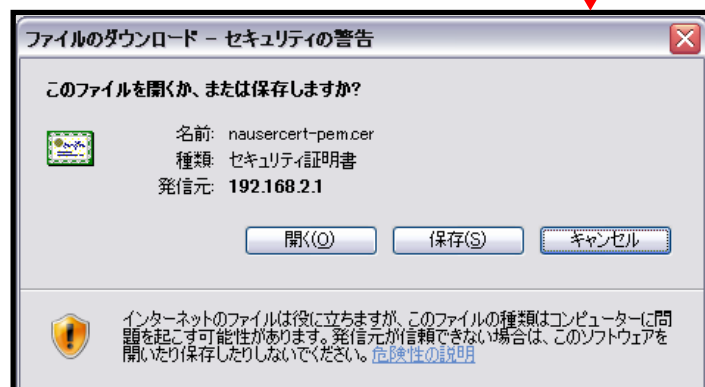 ファイルのダウンロード - セキュリティの警告
このファイルを開くか、または保存しますか?
名前: nausercert-pem.cer
種類: セキュリティ証明書
発信元: 192.168.2.1
開く(O) 保存(S) キャンセル
インターネットのファイルは役に立ちますが、このファイルの種類はコンピューターに問
題を起こす可能性があります。発信元が信頼できない場合は、このソフトウェアを
開いたり保存したりしないでください。危険性の説明